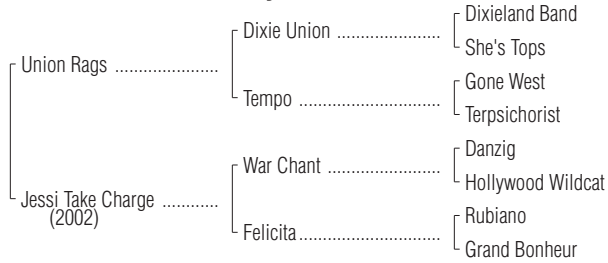 Dixieland Band
Dixie Union ....................
She's Tops
Union Rags ....................
Gone West
Tempo ...........................
Terpsichorist
Danzig
War Chant .....................
Hollywood Wildcat
Jessi Take Charge ...........
(2002)
Rubiano
Felicita...........................
Grand Bonheur